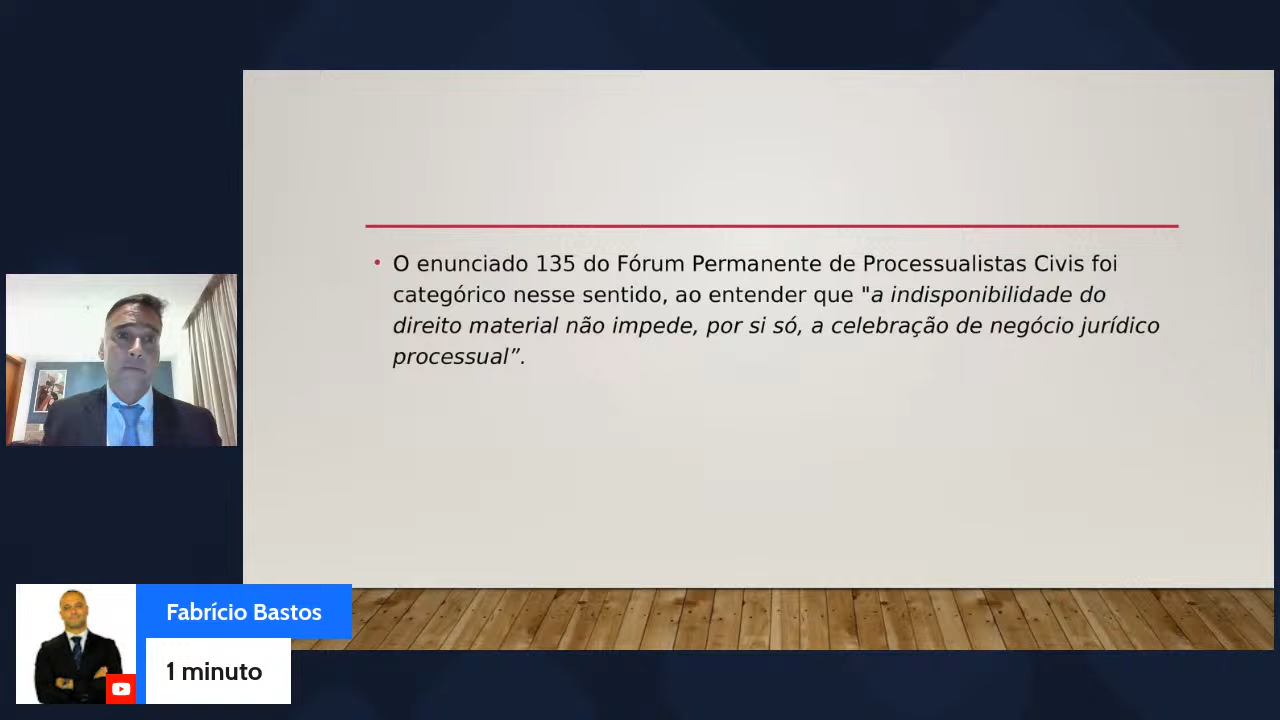 • O enunciado 135 do Fórum Permanente de Processualistas Civis foi
categórico nesse sentido, ao entender que "a indisponibilidade do
direito material não impede, por si só, a celebração de negócio jurídico
processual”.
Fabrício Bastos
1 minuto